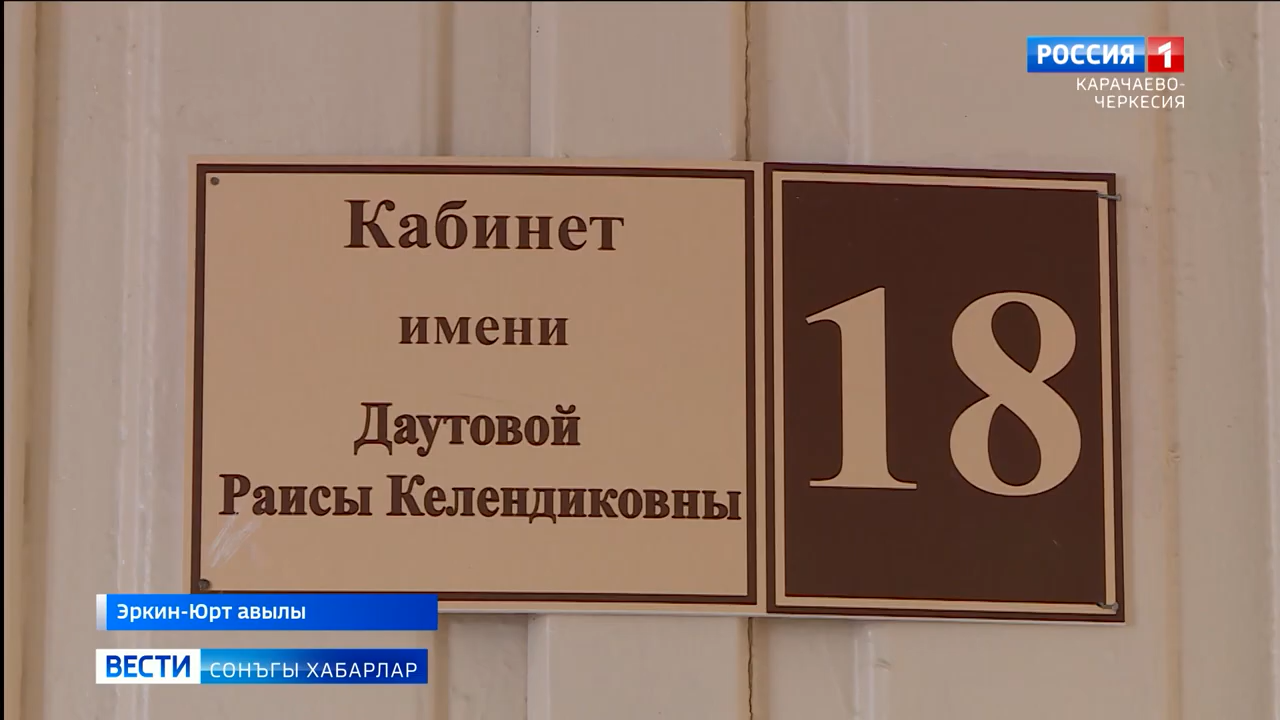 РОССИЯ 1
КАРАЧАЕВО-
ЧЕРКЕСИЯ
Кабинет
имени
Даутовой
Раисы Келендиковны
18
Эркин-Юрт авылы
ВЕСТИ СОНЪГЫ ХАБАРЛАР